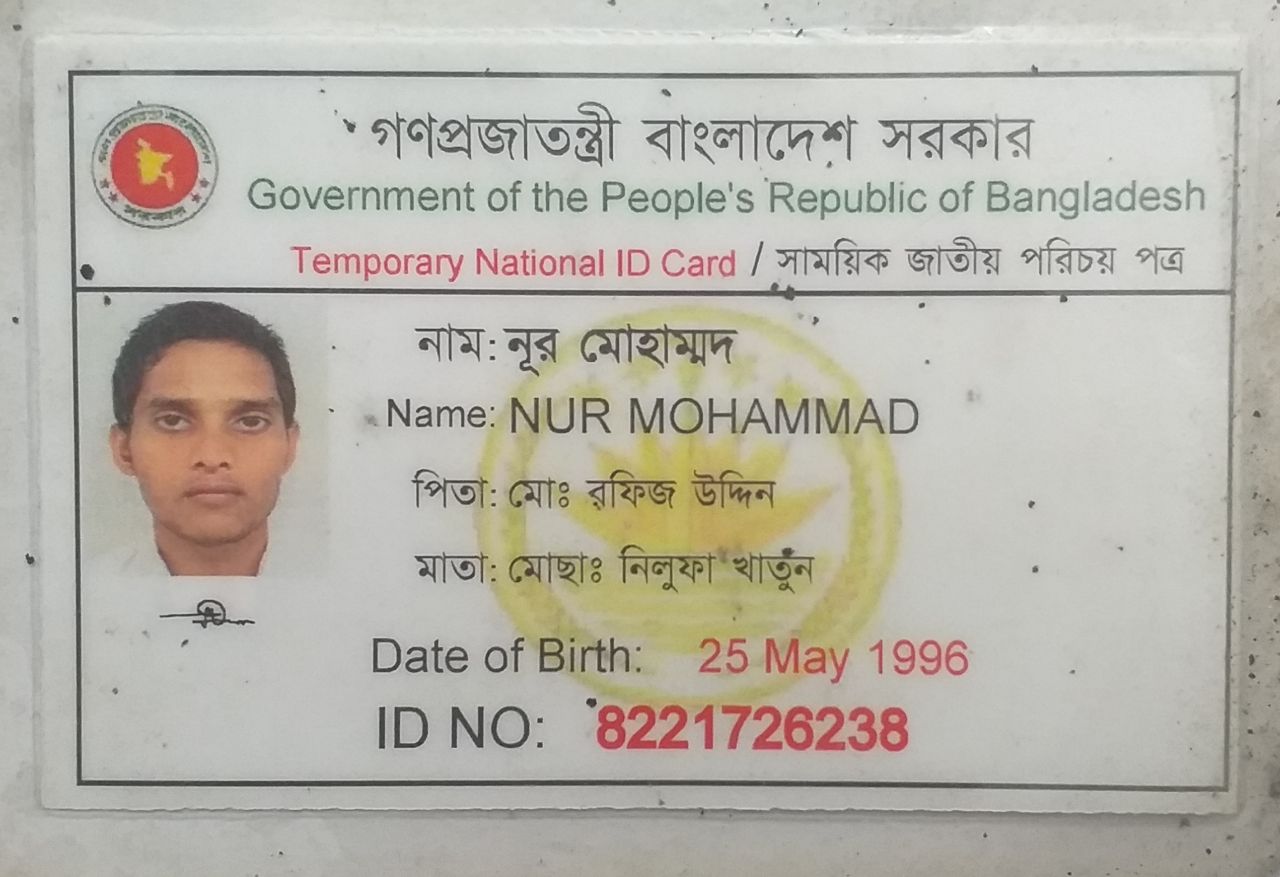 গণপ্রজাতন্ত্রী বাংলাদেশ সরকার
Government of the People's Republic of Bangladesh
Temporary National ID Card / সাময়িক জাতীয় পরিচয় পত্র
নাম: নূর মোহাম্মদ
Name: NUR MOHAMMAD
পিতা: মোঃ রফিজ উদ্দিন
মাতা: মোছাঃ নিলুফা খাতুঁন
Date of Birth: 25 May 1996
ID NO: 8221726238